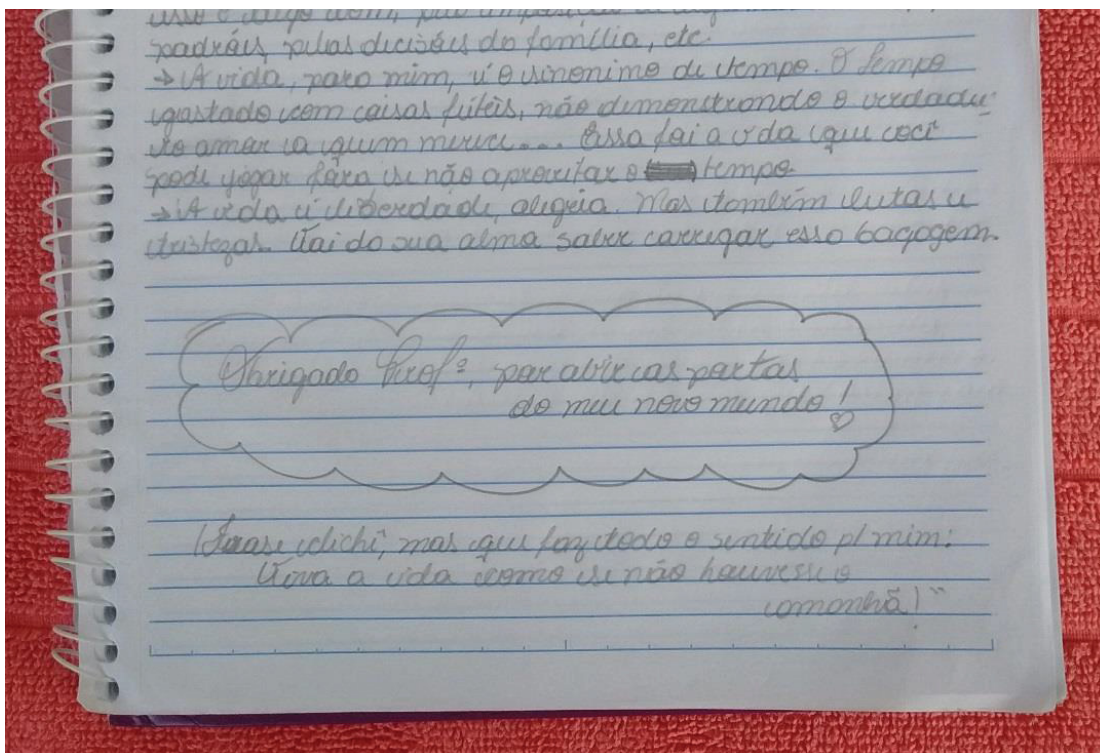 padrões, pelas decisões da família, etc.
→ A vida, para mim, é o sinonimo de tempo. O tempo
gastado com coisas fúteis, não demonstrando o verdadei-
ro amar a quem merece... Essa foi a vida que você
pode jogar fora se não aproveitar o tempo.
→ A vida é liberdade, alegria. Mas também lutas e
tristezas. Vai da sua alma saber carregar essa bagagem.
Obrigado Profª, por abrir as portas
do meu novo mundo! ♡
Frase clichê, mas que faz todo o sentido p/ mim:
Viva a vida como se não houvesse o
amanhã!"